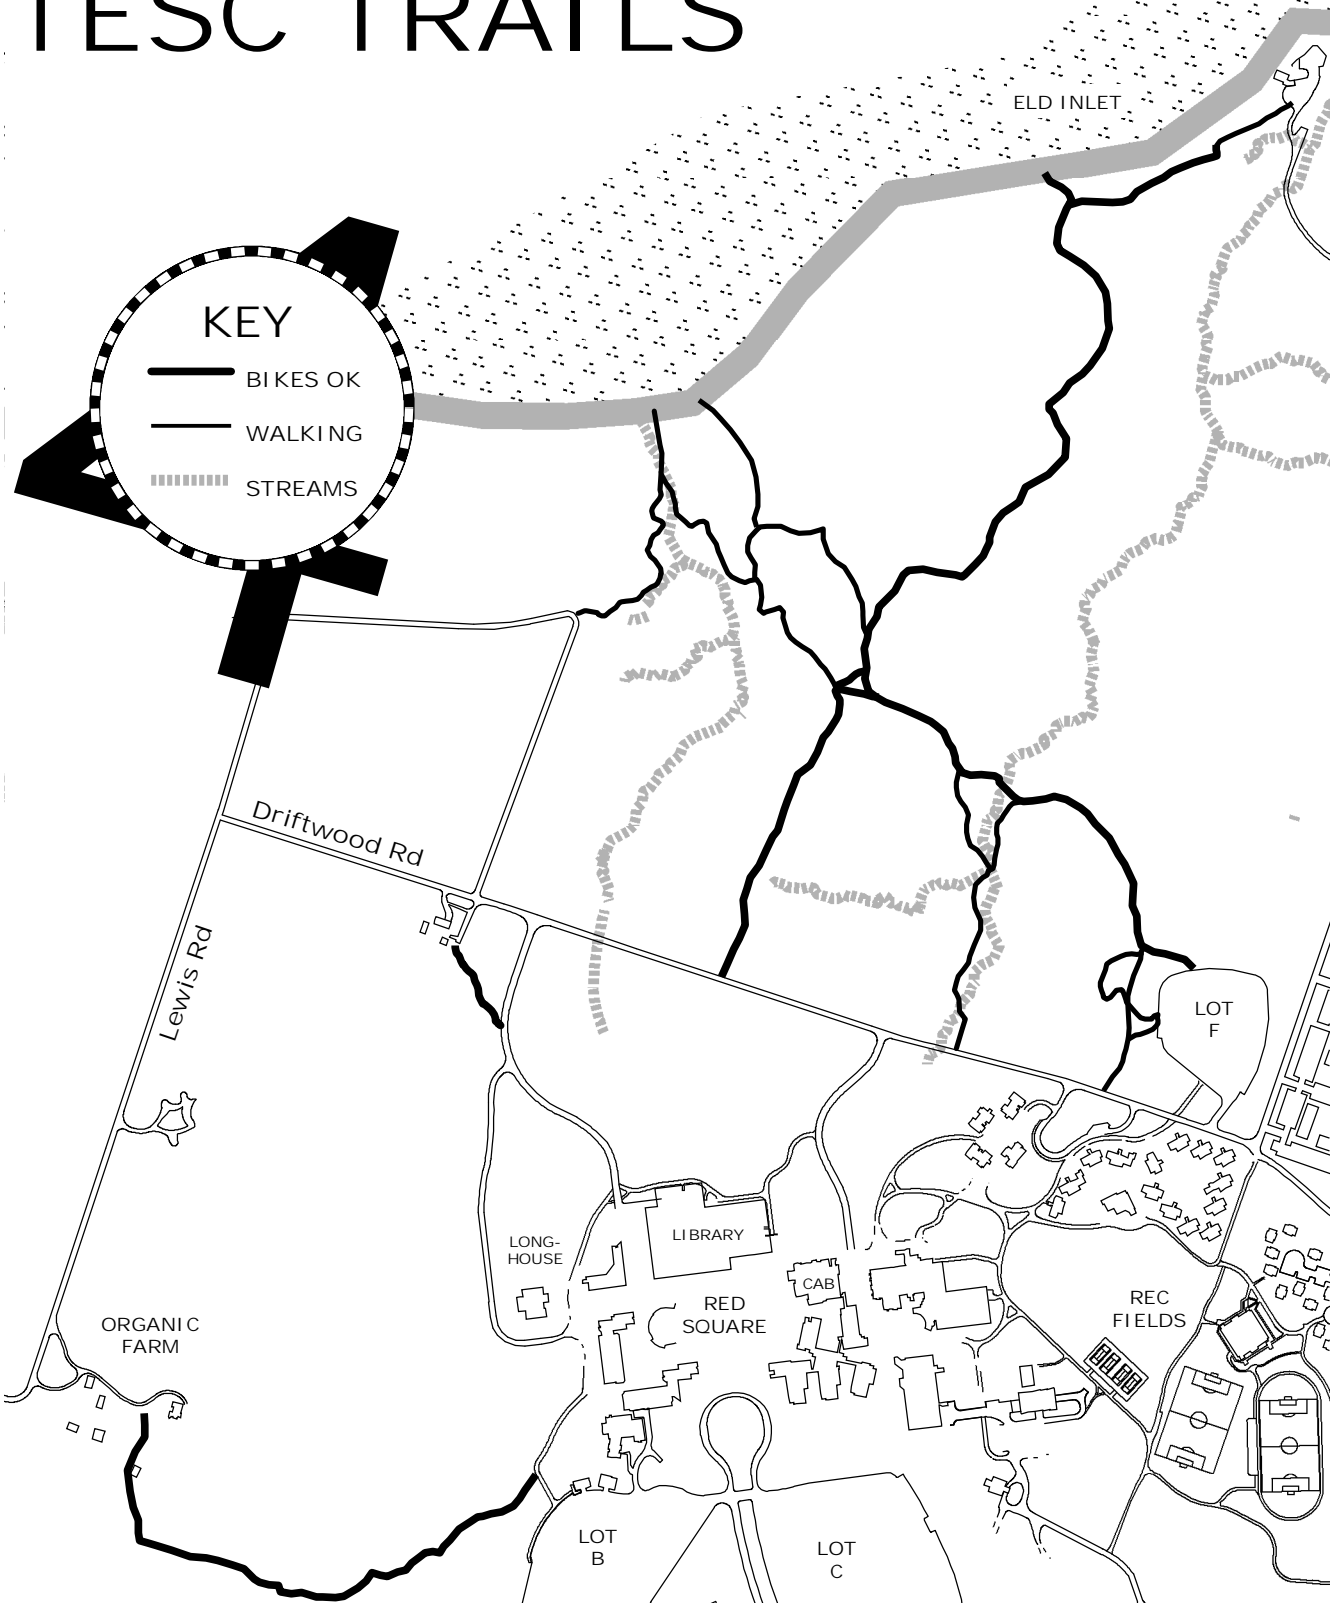 TESC TRAILS
ELD INLET
KEY
BIKES OK
WALKING
STREAMS
Driftwood Rd
Lewis Rd
LOT
F
LONG-
HOUSE
LIBRARY
CAB
RED
SQUARE
REC
FIELDS
ORGANIC
FARM
LOT
B
LOT
C